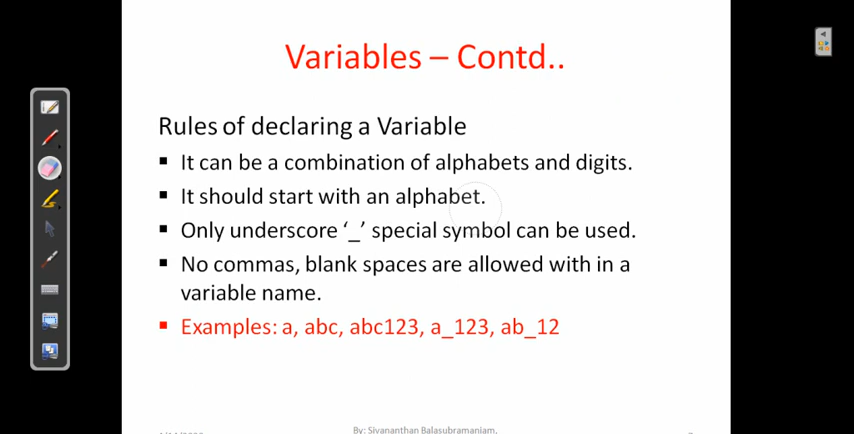 Variables – Contd..
Rules of declaring a Variable
▪ It can be a combination of alphabets and digits.
▪ It should start with an alphabet.
▪ Only underscore ‘_’ special symbol can be used.
▪ No commas, blank spaces are allowed with in a
variable name.
▪ Examples: a, abc, abc123, a_123, ab_12
By: Sivananthan Balasubramaniam,